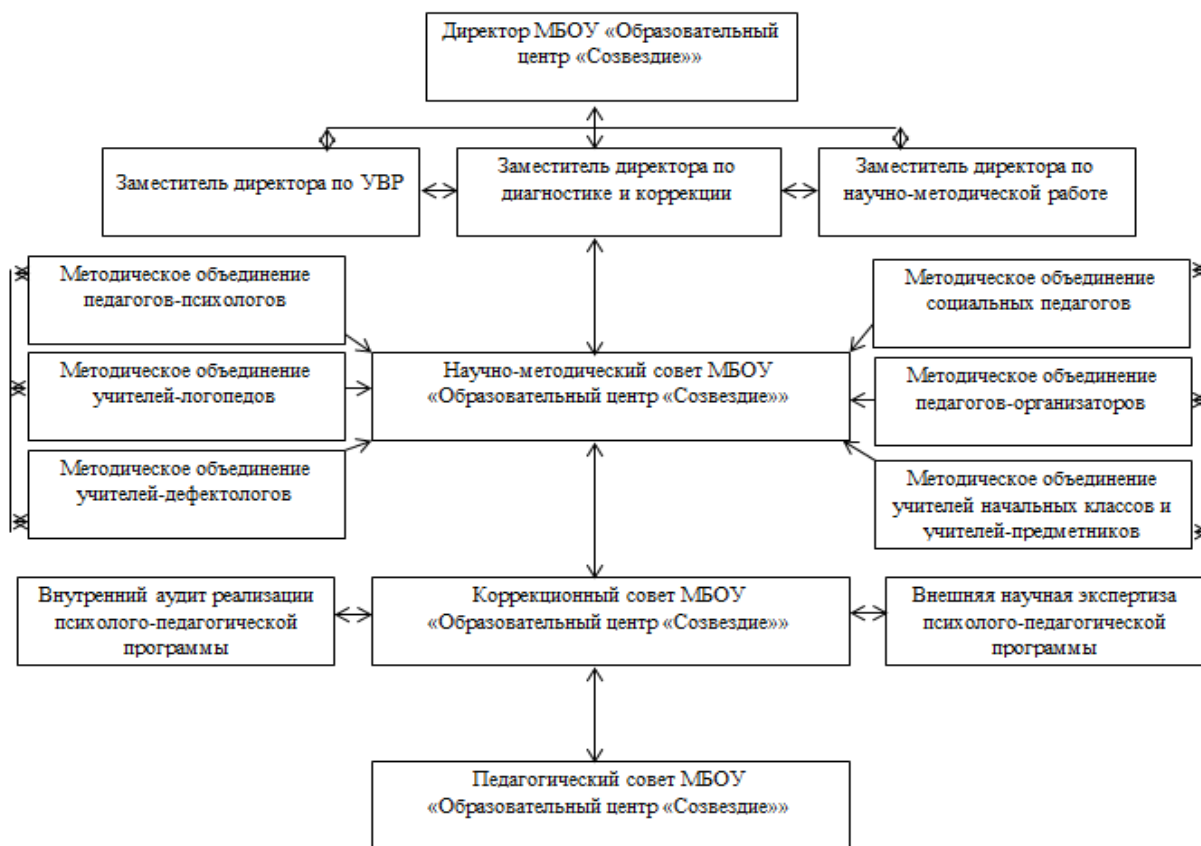 Директор МБОУ «Образовательный
центр «Созвездие»»
Заместитель директора по УВР
Заместитель директора по
диагностике и коррекции
Заместитель директора по
научно-методической работе
Методическое объединение
педагогов-психологов
Методическое объединение
социальных педагогов
Методическое объединение
учителей-логопедов
Научно-методический совет МБОУ
«Образовательный центр «Созвездие»»
Методическое объединение
педагогов-организаторов
Методическое объединение
учителей-дефектологов
Методическое объединение
учителей начальных классов и
учителей-предметников
Внутренний аудит реализации
психолого-педагогической
программы
Коррекционный совет МБОУ
«Образовательный центр «Созвездие»»
Внешняя научная экспертиза
психолого-педагогической
программы
Педагогический совет МБОУ
«Образовательный центр «Созвездие»»